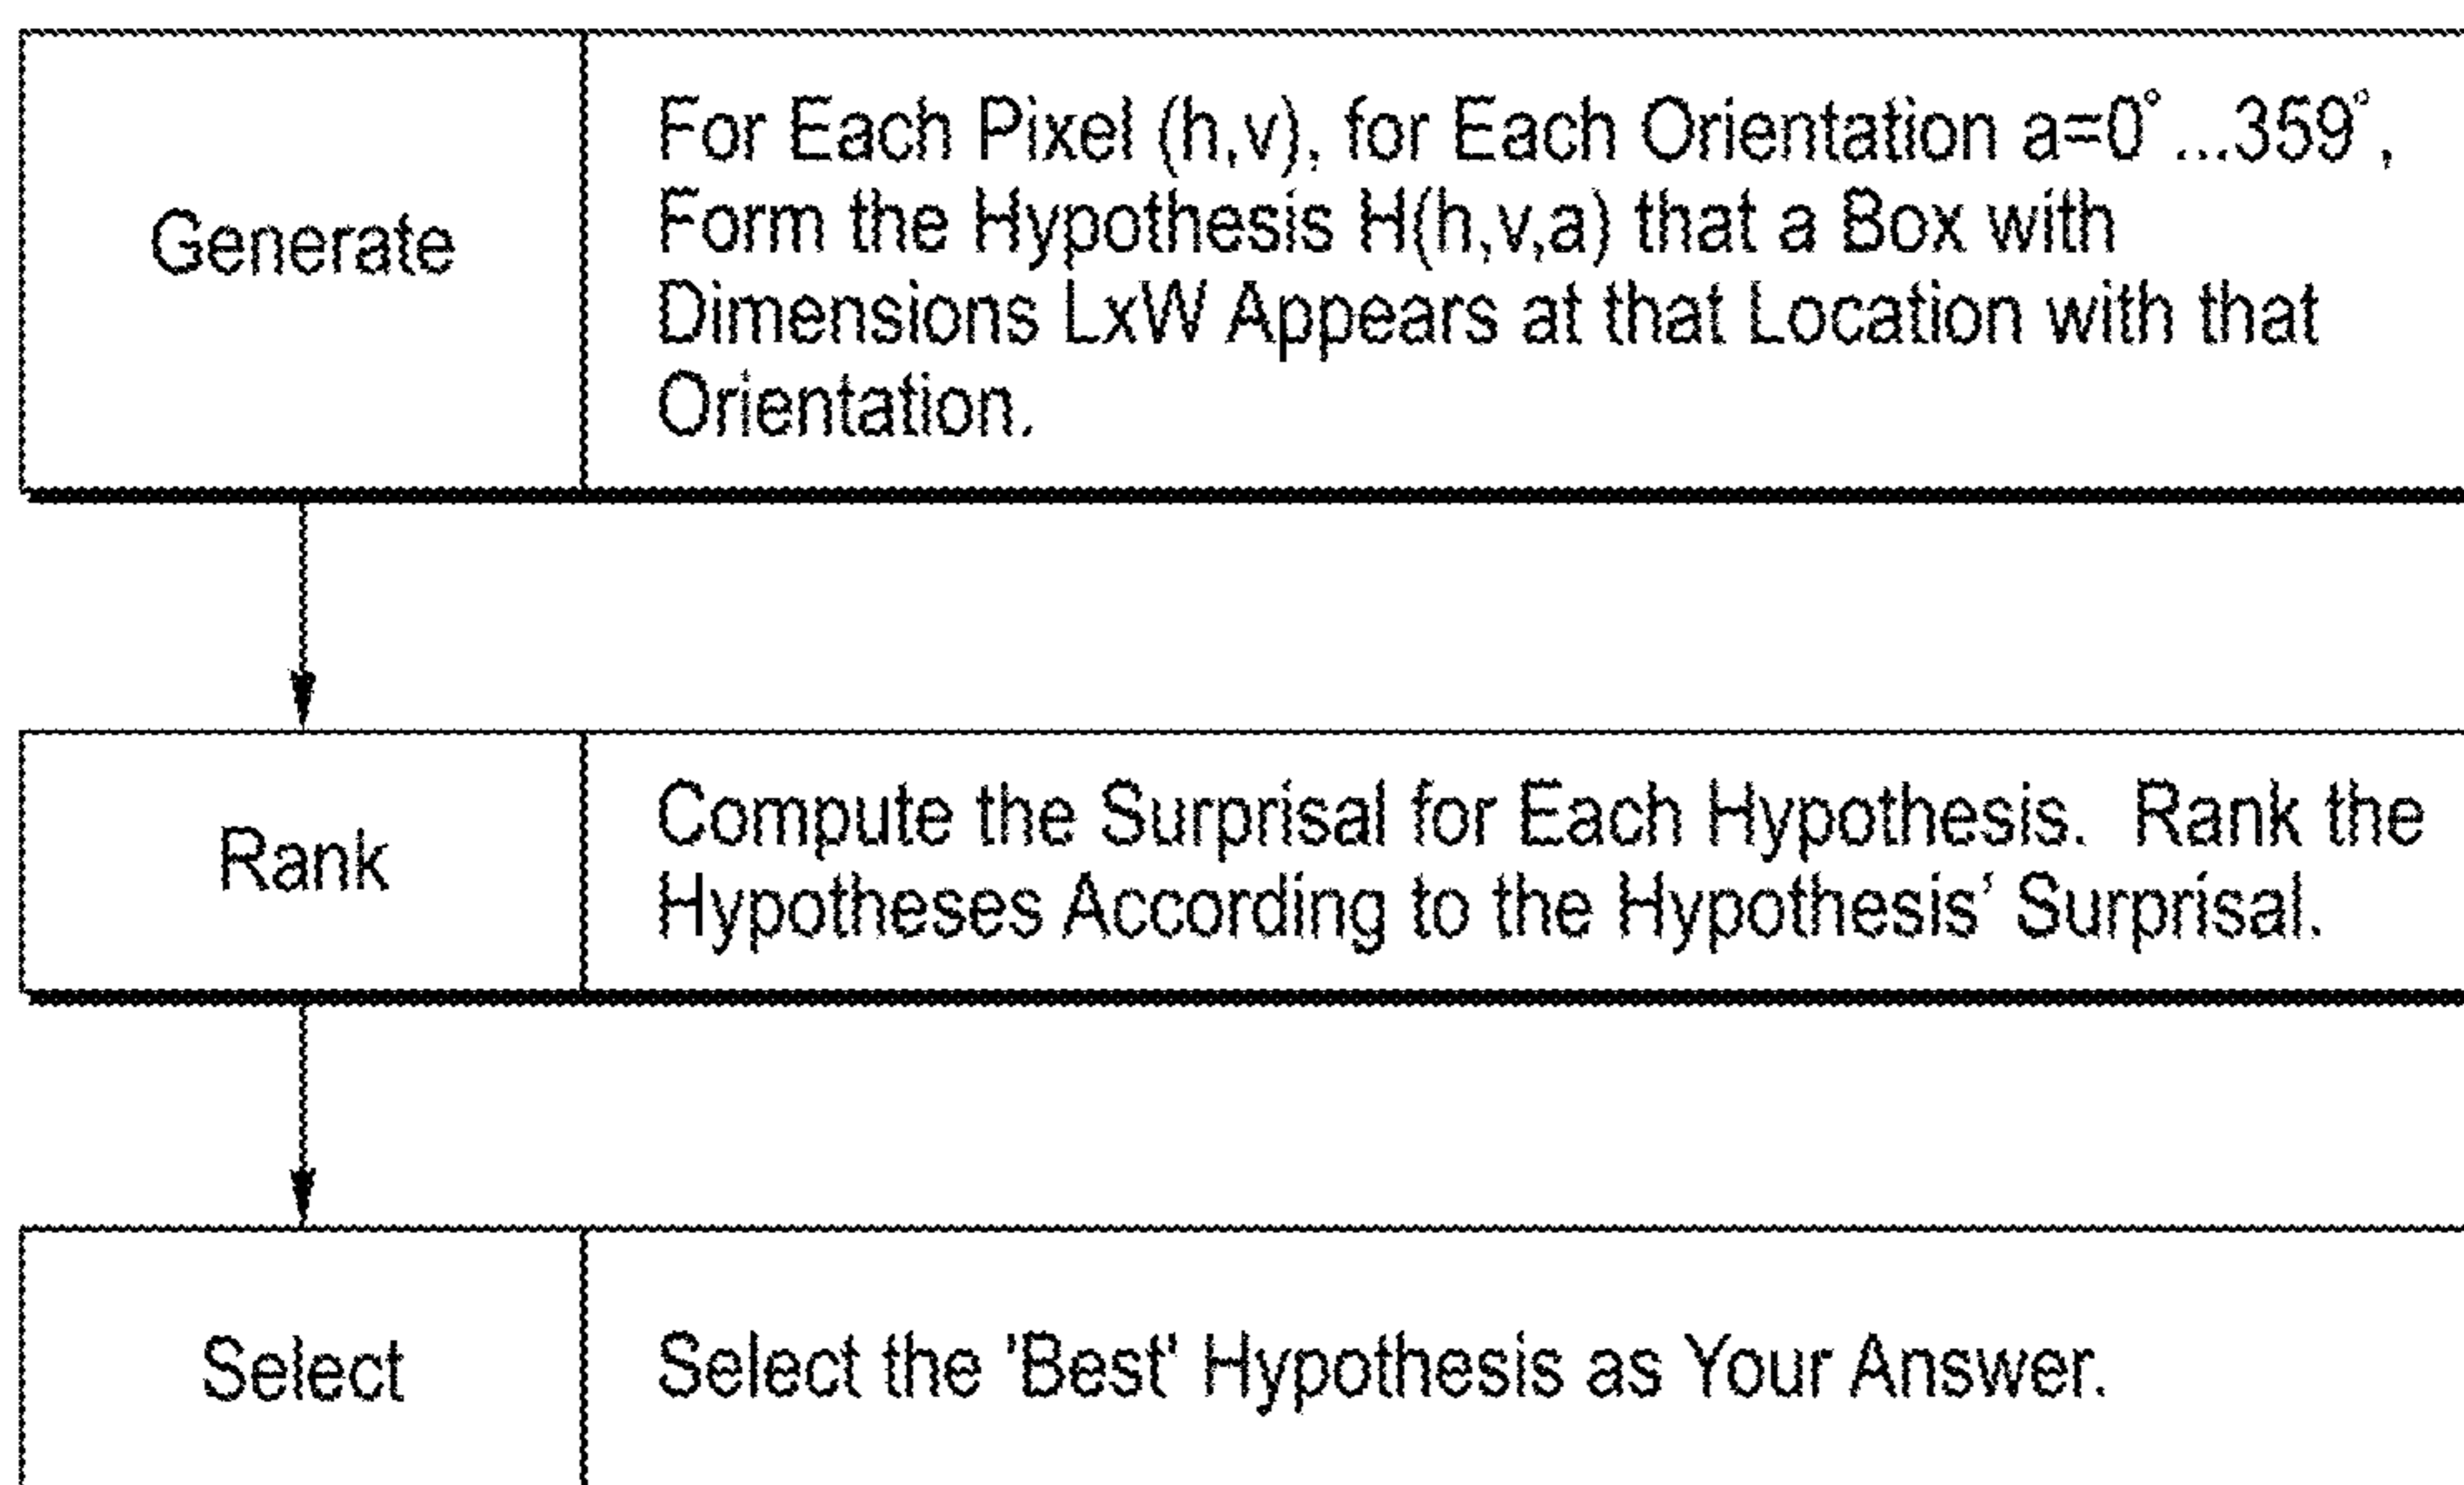 Generate
For Each Pixel (h,v), for Each Orientation a=0°...359°,
Form the Hypothesis H(h,v,a) that a Box with
Dimensions LxW Appears at that Location with that
Orientation.
Rank
Compute the Surprisal for Each Hypothesis. Rank the
Hypotheses According to the Hypothesis' Surprisal.
Select
Select the 'Best' Hypothesis as Your Answer.